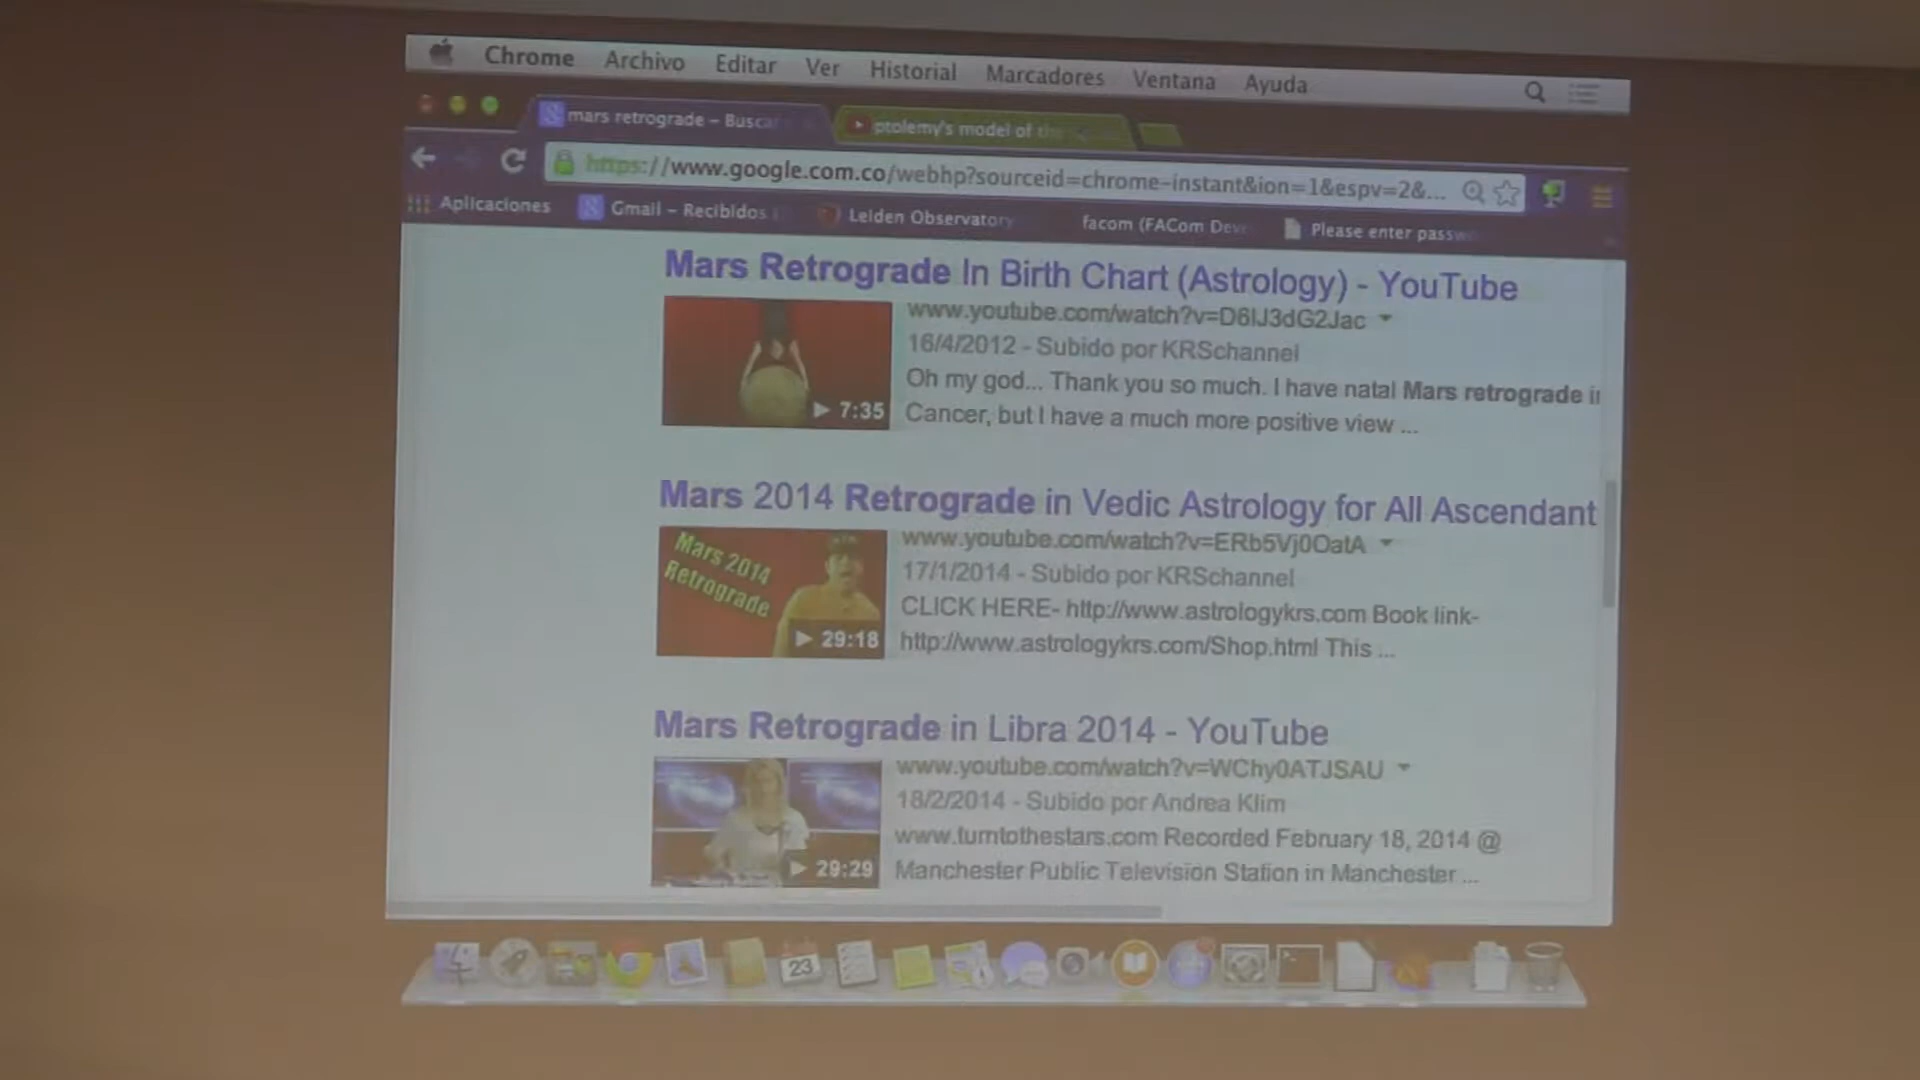 Chrome Archivo Editar Ver Historial Marcadores Ventana Ayuda
mars retrograde – Busca
ptolemy's model of the
https://www.google.com.co/webhp?sourceid=chrome-instant&ion=1&espv=2&...
Aplicaciones Gmail – Recibidos Leiden Observatory facom (FACom Dev Please enter passw
Mars Retrograde In Birth Chart (Astrology) - YouTube
www.youtube.com/watch?v=D6IJ3dG2Jac
16/4/2012 - Subido por KRSchannel
Oh my god... Thank you so much. I have natal Mars retrograde in
Cancer, but I have a much more positive view ...
7:35
Mars 2014 Retrograde in Vedic Astrology for All Ascendant
Mars 2014
Retrograde
29:18
www.youtube.com/watch?v=ERb5Vj0OatA
17/1/2014 - Subido por KRSchannel
CLICK HERE- http://www.astrologykrs.com Book link-
http://www.astrologykrs.com/Shop.html This ...
Mars Retrograde in Libra 2014 - YouTube
www.youtube.com/watch?v=WChy0ATJSAU
18/2/2014 - Subido por Andrea Klim
www.turntothestars.com Recorded February 18, 2014 @
Manchester Public Television Station in Manchester ...
29:29
23